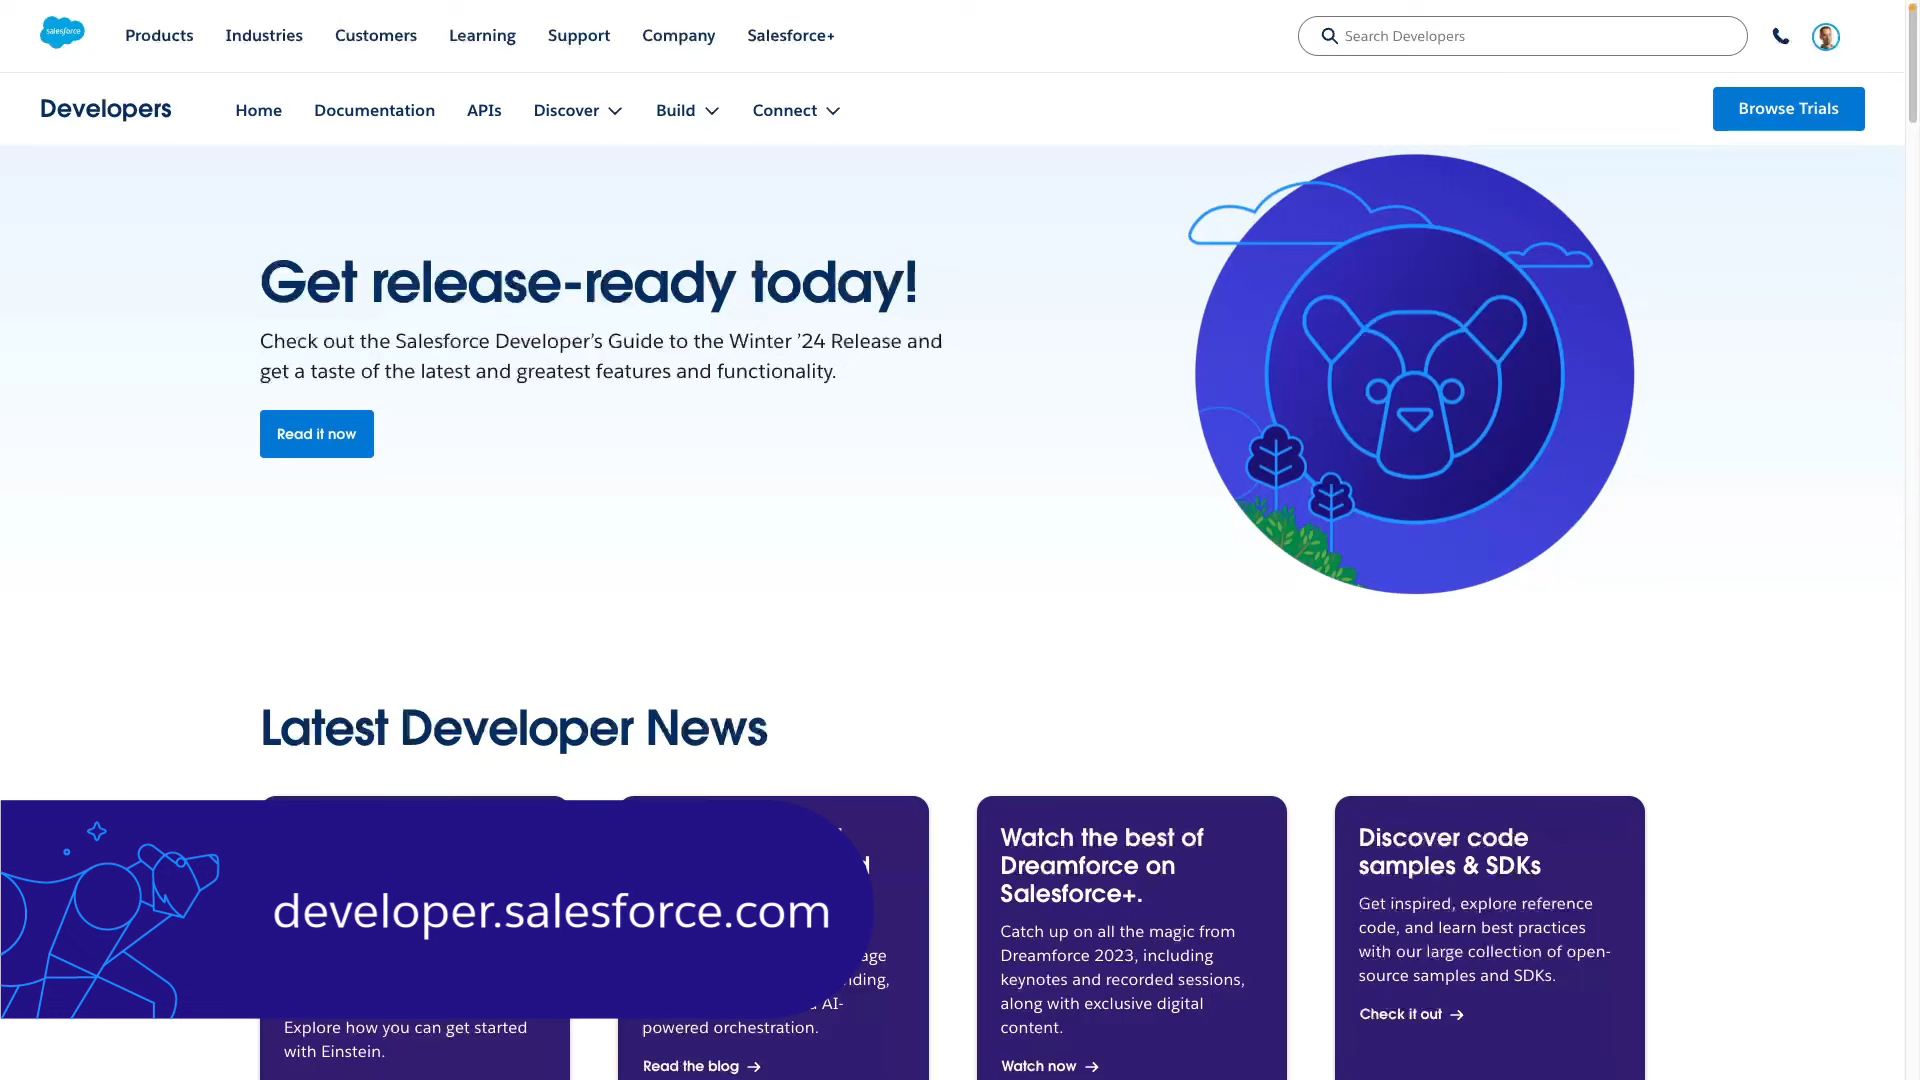 salesforce
Products Industries Customers Learning Support Company Salesforce+
Search Developers
Developers
Home Documentation APIs Discover Build Connect
Browse Trials
Get release-ready today!
Check out the Salesforce Developer’s Guide to the Winter ’24 Release and
get a taste of the latest and greatest features and functionality.
Read it now
Latest Developer News
developer.salesforce.com
Explore how you can get started
with Einstein.
AI-
powered orchestration.
Read the blog
Watch the best of
Dreamforce on
Salesforce+.
Catch up on all the magic from
Dreamforce 2023, including
keynotes and recorded sessions,
along with exclusive digital
content.
Watch now
Discover code
samples & SDKs
Get inspired, explore reference
code, and learn best practices
with our large collection of open-
source samples and SDKs.
Check it out